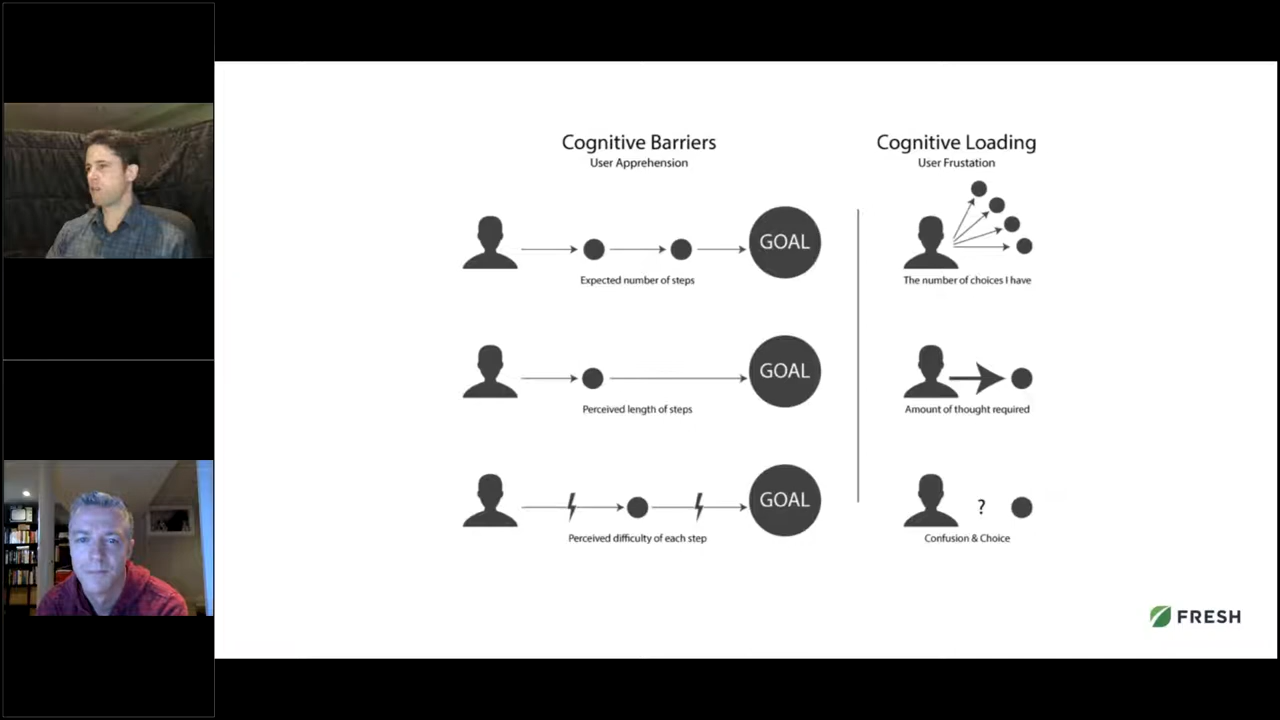 Cognitive Barriers
User Apprehension
GOAL
Expected number of steps
GOAL
Perceived length of steps
GOAL
Perceived difficulty of each step
Cognitive Loading
User Frustation
The number of choices I have
Amount of thought required
?
Confusion & Choice
FRESH